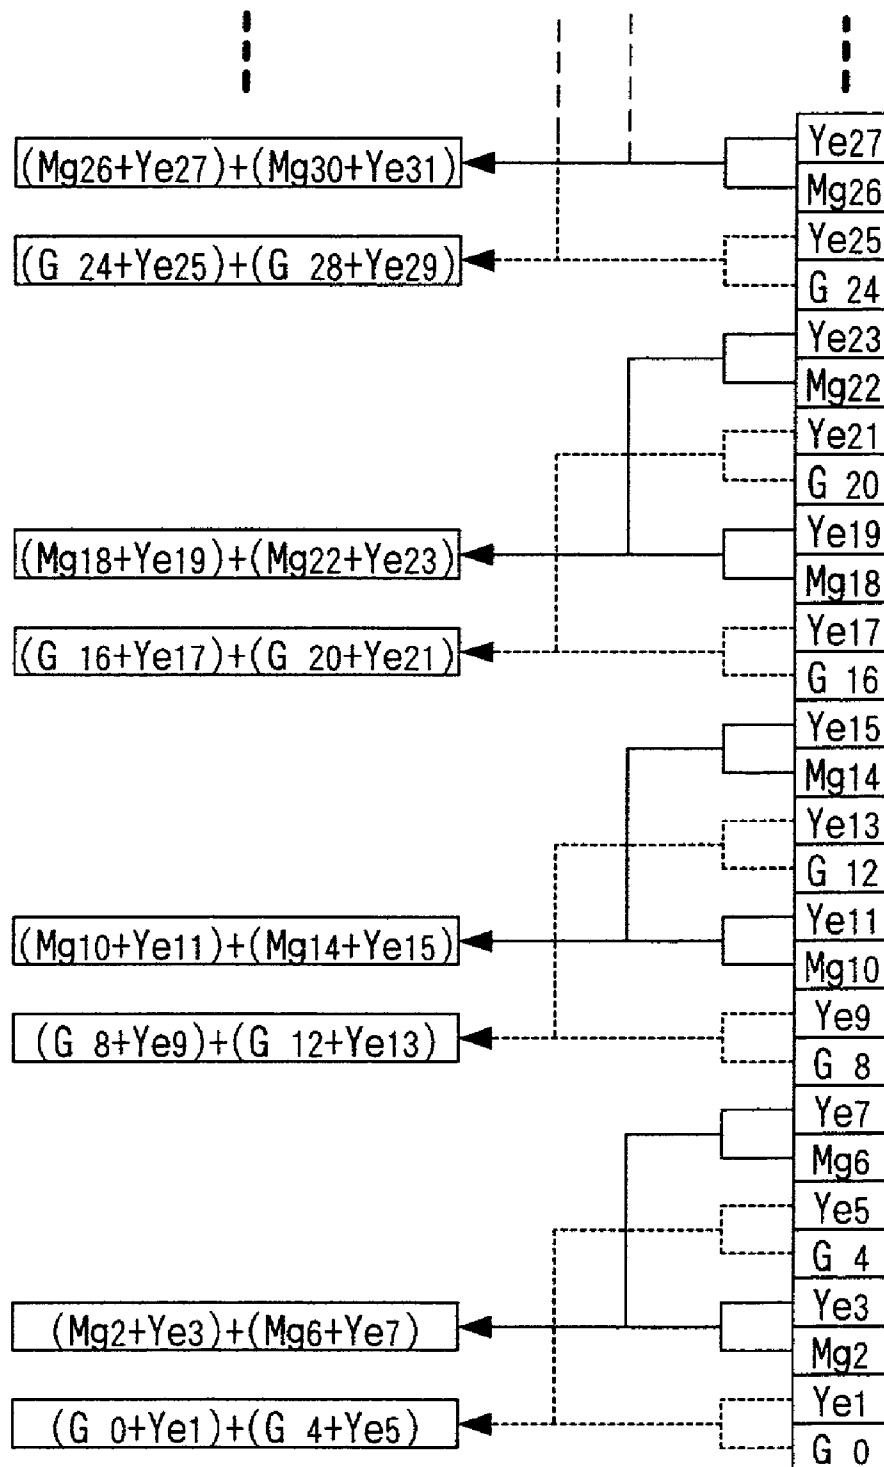 Ye27
(Mg26+Ye27)+(Mg30+Ye31)
Mg26
Ye25
(G 24+Ye25)+(G 28+Ye29)
G 24
Ye23
Mg22
Ye21
G 20
Ye19
(Mg18+Ye19)+(Mg22+Ye23)
Mg18
Ye17
(G 16+Ye17)+(G 20+Ye21)
G 16
Ye15
Mg14
Ye13
G 12
Ye11
(Mg10+Ye11)+(Mg14+Ye15)
Mg10
Ye9
(G 8+Ye9)+(G 12+Ye13)
G 8
Ye7
Mg6
Ye5
G 4
Ye3
(Mg2+Ye3)+(Mg6+Ye7)
Mg2
Ye1
(G 0+Ye1)+(G 4+Ye5)
G 0